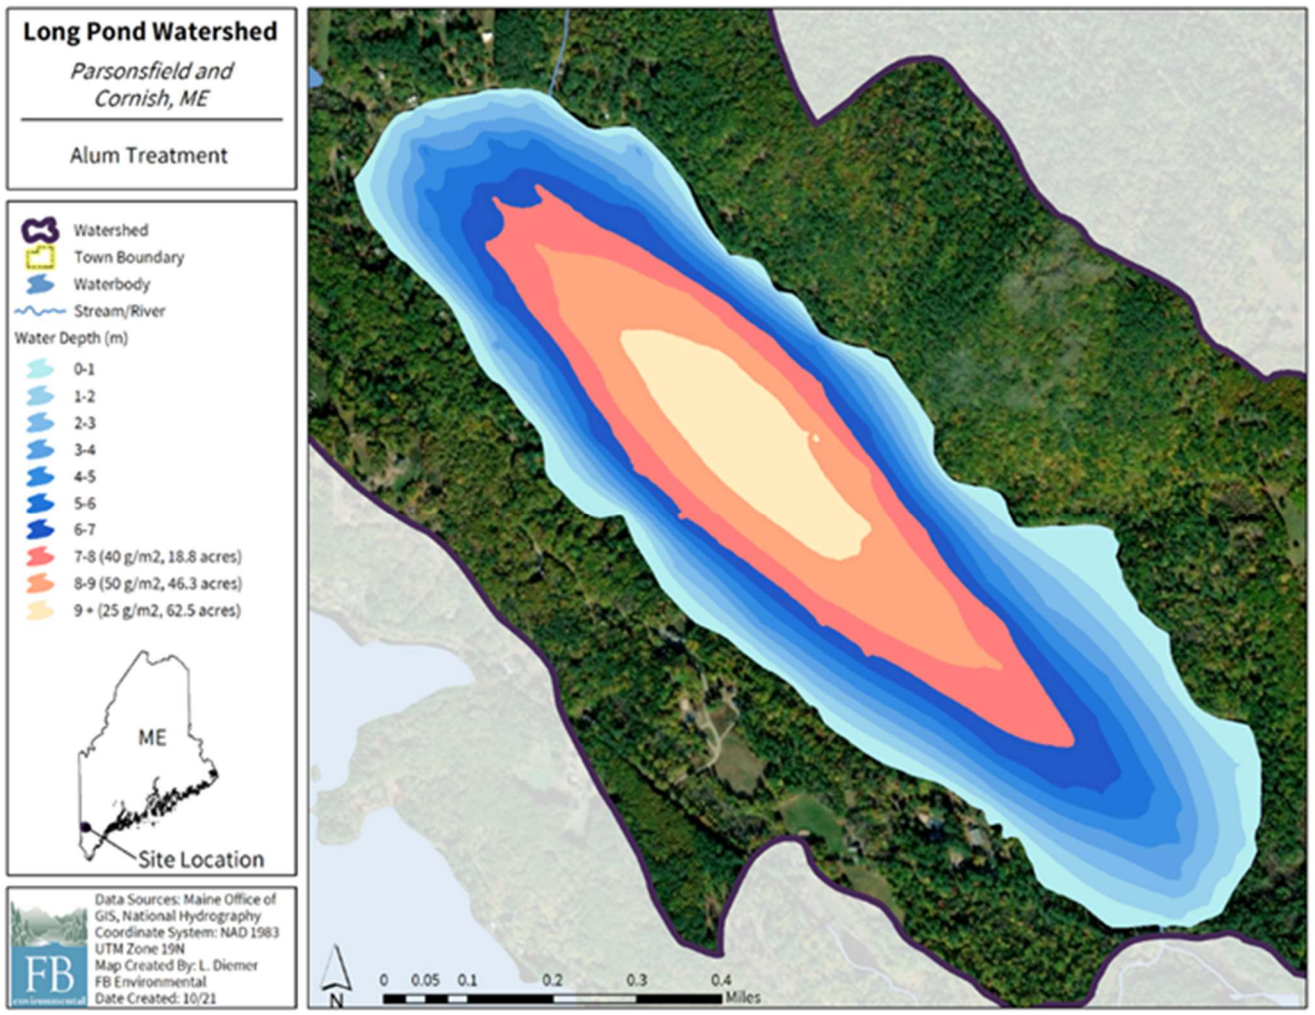 Long Pond Watershed
Parsonsfield and
Cornish, ME
Alum Treatment
Watershed
Town Boundary
Waterbody
Stream/River
Water Depth (m)
0-1
1-2
2-3
3-4
4-5
5-6
6-7
7-8 (40 g/m2, 18.8 acres)
8-9 (50 g/m2, 46.3 acres)
9 + (25 g/m2, 62.5 acres)
ME
Site Location
FB
environmental
Data Sources: Maine Office of
GIS, National Hydrography
Coordinate System: NAD 1983
UTM Zone 19N
Map Created By: L. Diemer
FB Environmental
Date Created: 10/21
N
0 0.05 0.1 0.2 0.3 0.4
Miles